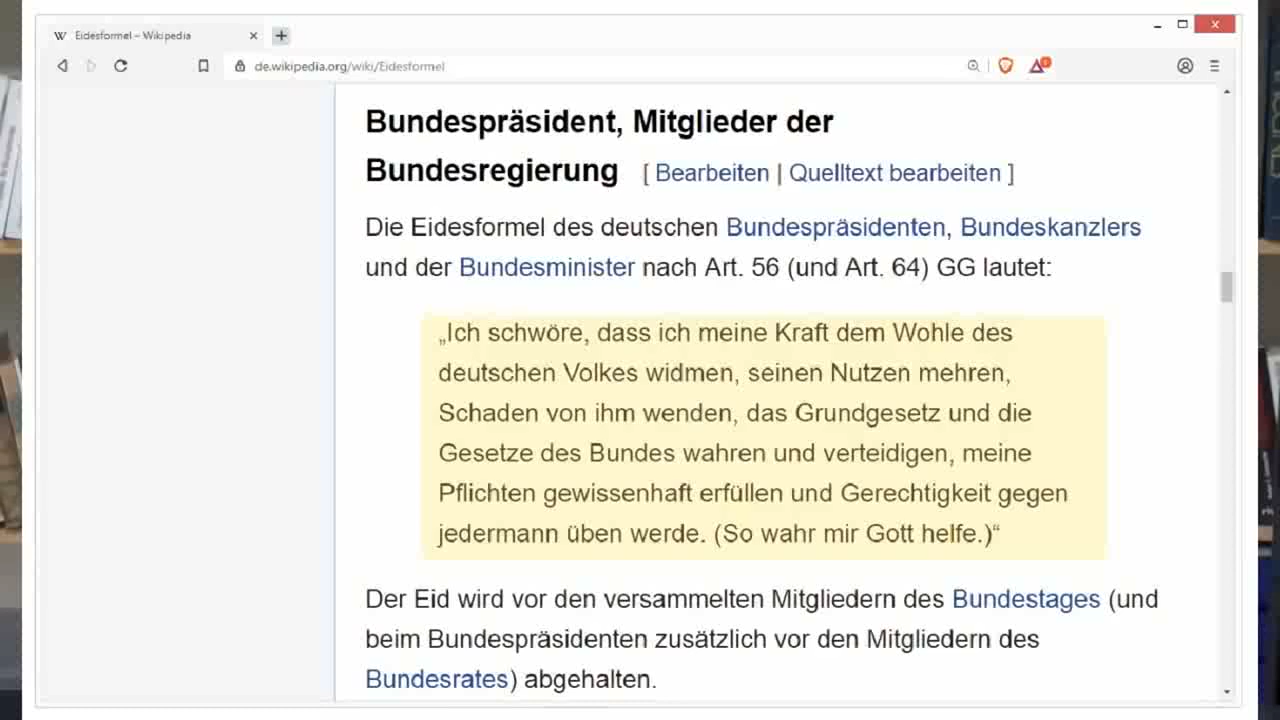 Eidesformel – Wikipedia
de.wikipedia.org/wiki/Eidesformel
Bundespräsident, Mitglieder der
Bundesregierung [ Bearbeiten | Quelltext bearbeiten ]
Die Eidesformel des deutschen Bundespräsidenten, Bundeskanzlers
und der Bundesminister nach Art. 56 (und Art. 64) GG lautet:
„Ich schwöre, dass ich meine Kraft dem Wohle des
deutschen Volkes widmen, seinen Nutzen mehren,
Schaden von ihm wenden, das Grundgesetz und die
Gesetze des Bundes wahren und verteidigen, meine
Pflichten gewissenhaft erfüllen und Gerechtigkeit gegen
jedermann üben werde. (So wahr mir Gott helfe.)“
Der Eid wird vor den versammelten Mitgliedern des Bundestages (und
beim Bundespräsidenten zusätzlich vor den Mitgliedern des
Bundesrates) abgehalten.